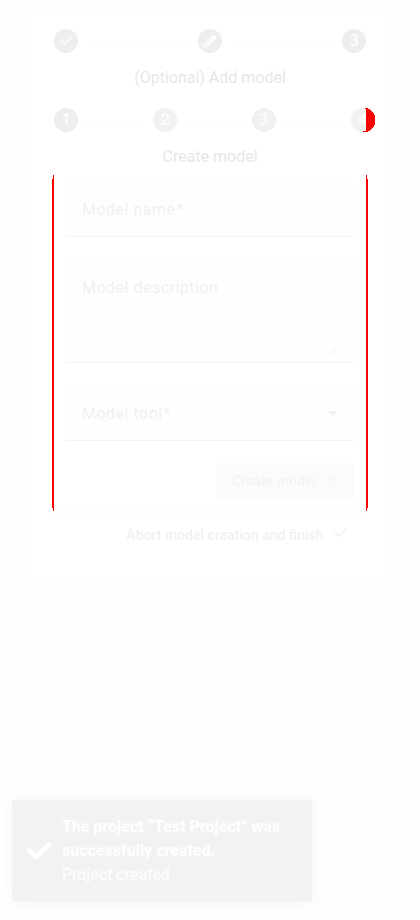 3
(Optional) Add model
1 2 3 4
Create model
Model name*
Model description
Model tool*
Create model
Abort model creation and finish
The project “Test Project” was
successfully created.
Project created